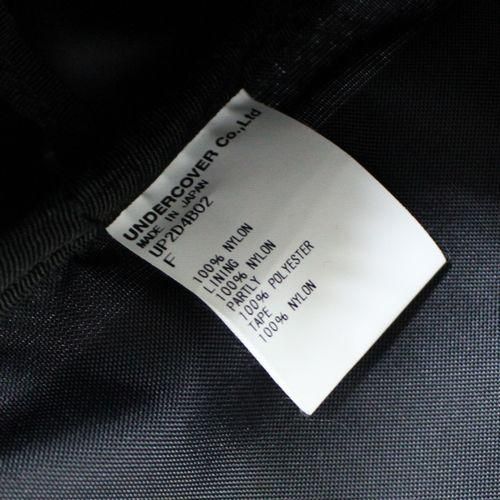 UNDERCOVER Co.,Ltd
MADE IN JAPAN
UP2D4B02
F
100% NYLON
LINING
100% NYLON
PARTLY
100% POLYESTER
TAPE
100% NYLON